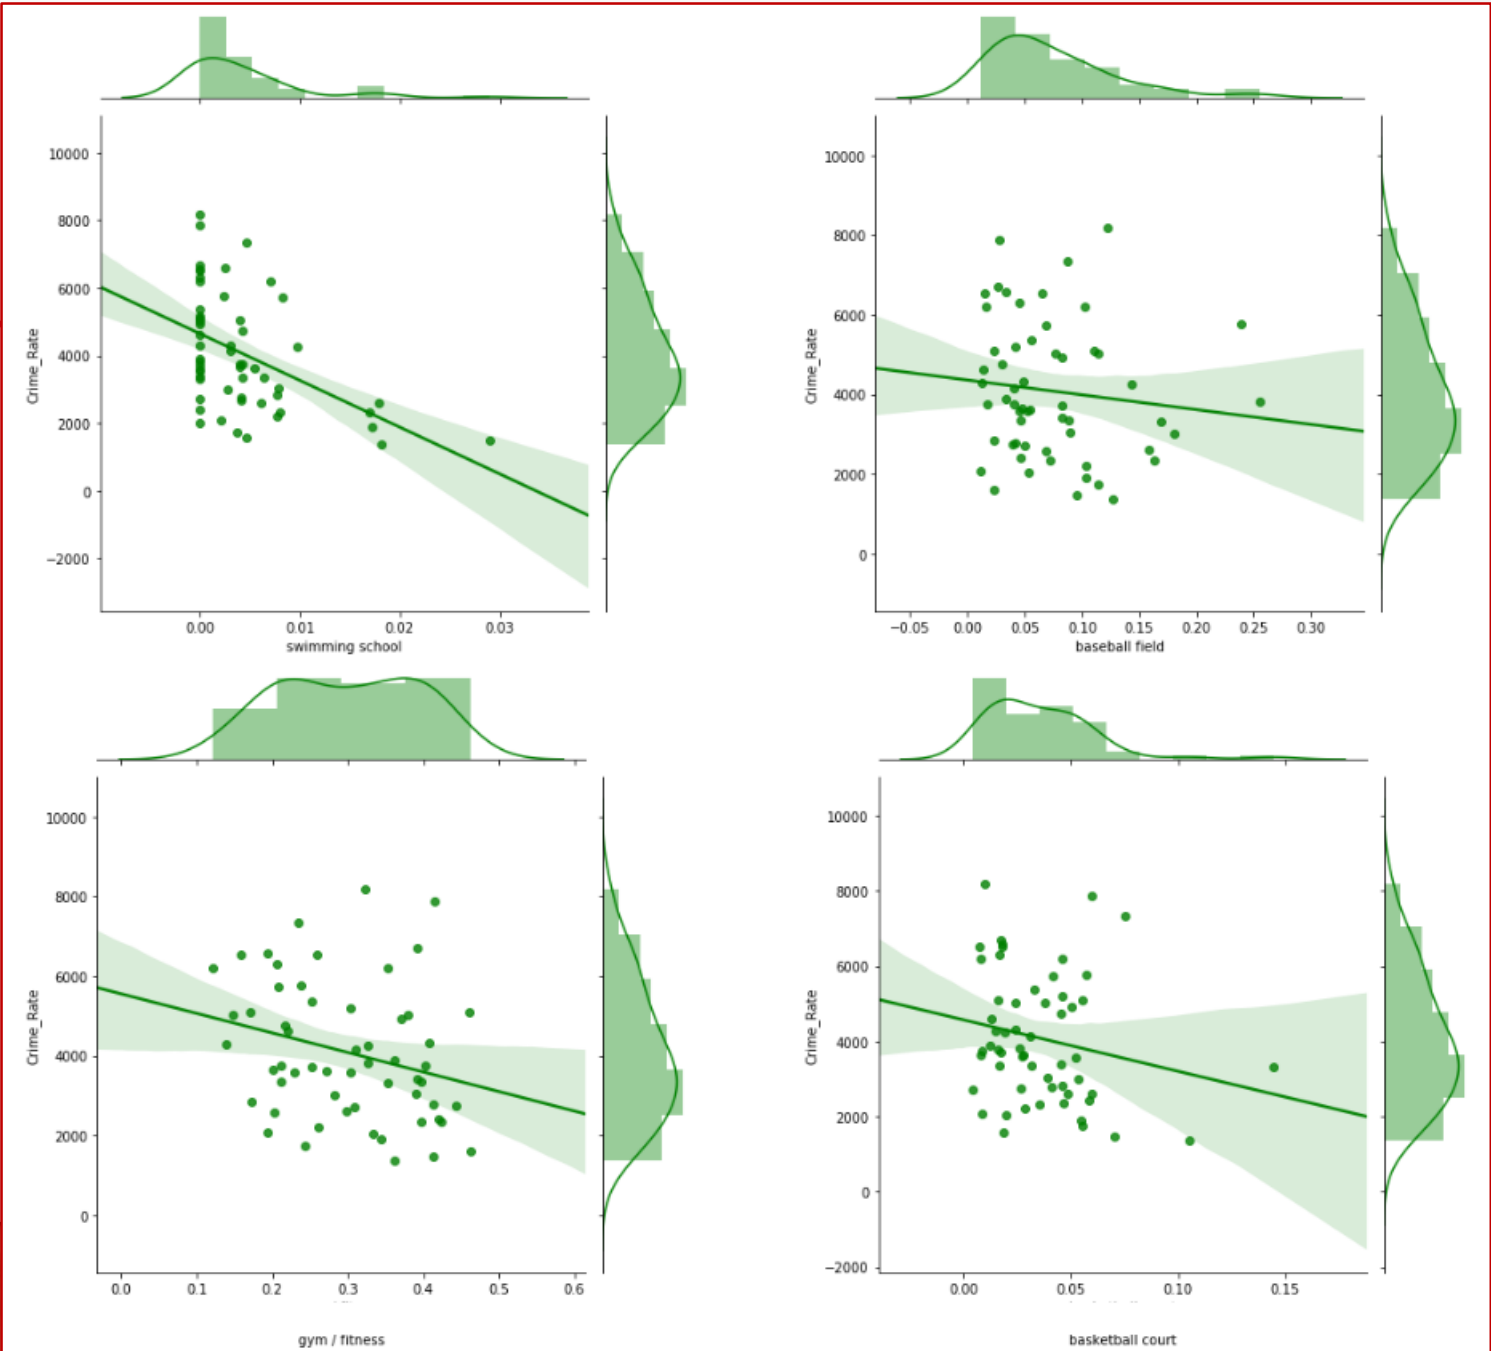 10000
8000
6000
4000
2000
0
−2000
Crime_Rate
0.00 0.01 0.02 0.03
swimming school
10000
8000
6000
4000
2000
0
Crime_Rate
−0.05 0.00 0.05 0.10 0.15 0.20 0.25 0.30
baseball field
10000
8000
6000
4000
2000
0
Crime_Rate
0.0 0.1 0.2 0.3 0.4 0.5 0.6
gym / fitness
10000
8000
6000
4000
2000
0
−2000
Crime_Rate
0.00 0.05 0.10 0.15
basketball court